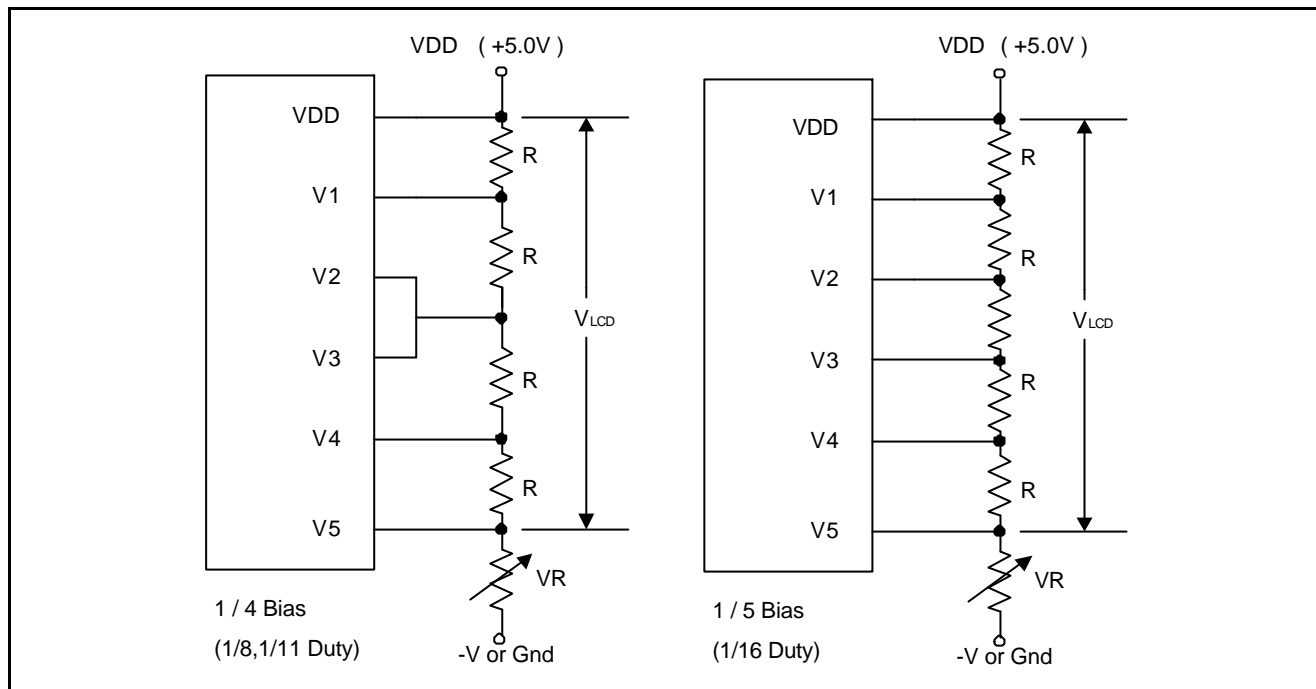 VDD ( +5.0V )
VDD
V1
V2
V3
V4
V5
R
R
R
R
VLCD
VR
1 / 4 Bias
(1/8,1/11 Duty)
-V or Gnd
VDD ( +5.0V )
VDD
V1
V2
V3
V4
V5
R
R
R
R
VLCD
VR
1 / 5 Bias
(1/16 Duty)
-V or Gnd